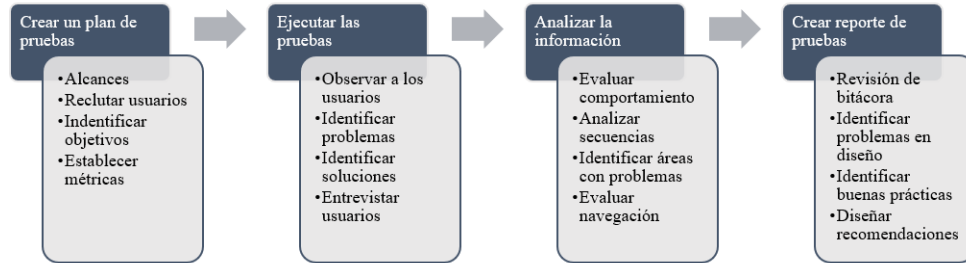 Crear un plan de
pruebas
•Alcances
•Reclutar usuarios
•Indentificar
objetivos
•Establecer
métricas
Ejecutar las
pruebas
•Observar a los
usuarios
•Identificar
problemas
•Identificar
soluciones
•Entrevistar
usuarios
Analizar la
información
•Evaluar
comportamiento
•Analizar
secuencias
•Identificar áreas
con problemas
•Evaluar
navegación
Crear reporte de
pruebas
•Revisión de
bitácora
•Identificar
problemas en
diseño
•Identificar
buenas prácticas
•Diseñar
recomendaciones